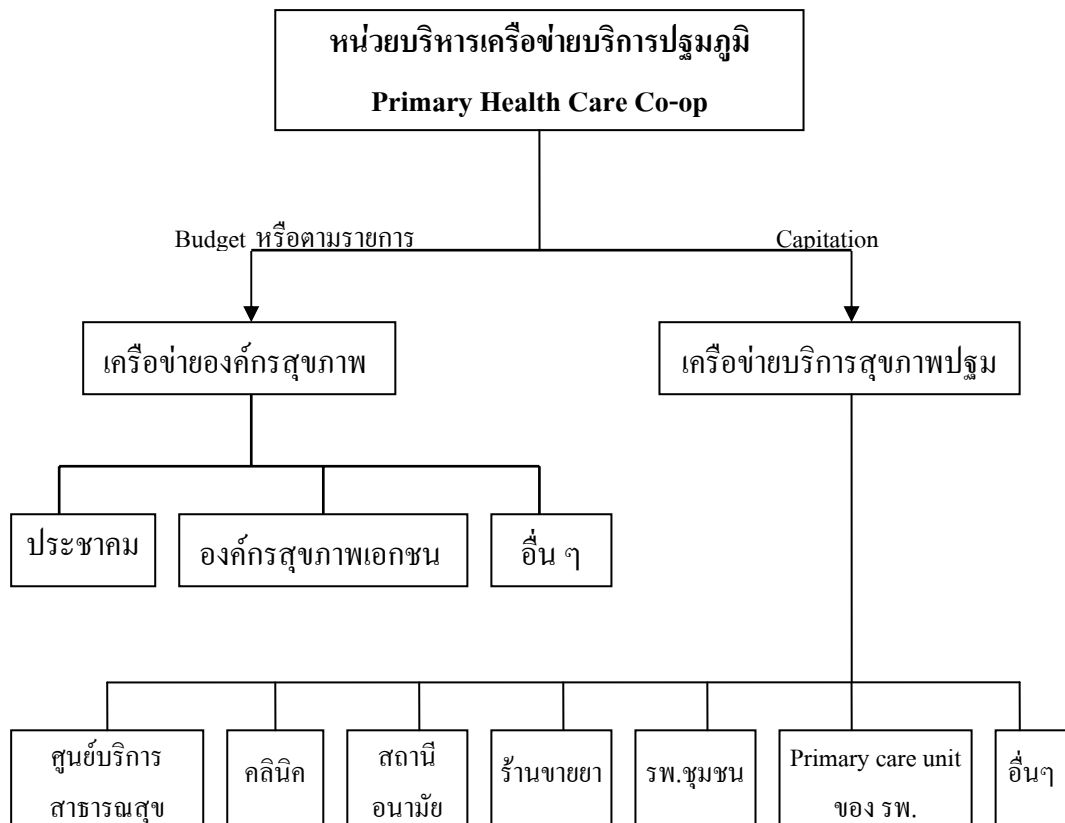 หน่วยบริหารเครือข่ายบริการปฐมภูมิ
Primary Health Care Co-op
Budget หรือตามรายการ
Capitation
เครือข่ายองค์กรสุขภาพ
เครือข่ายบริการสุขภาพปฐม
ประชาคม
องค์กรสุขภาพเอกชน
อื่น ๆ
ศูนย์บริการ
สาธารณสุข
คลินิค
สถานี
อนามัย
ร้านขายยา
รพ.ชุมชน
Primary care unit
ของ รพ.
อื่นๆ